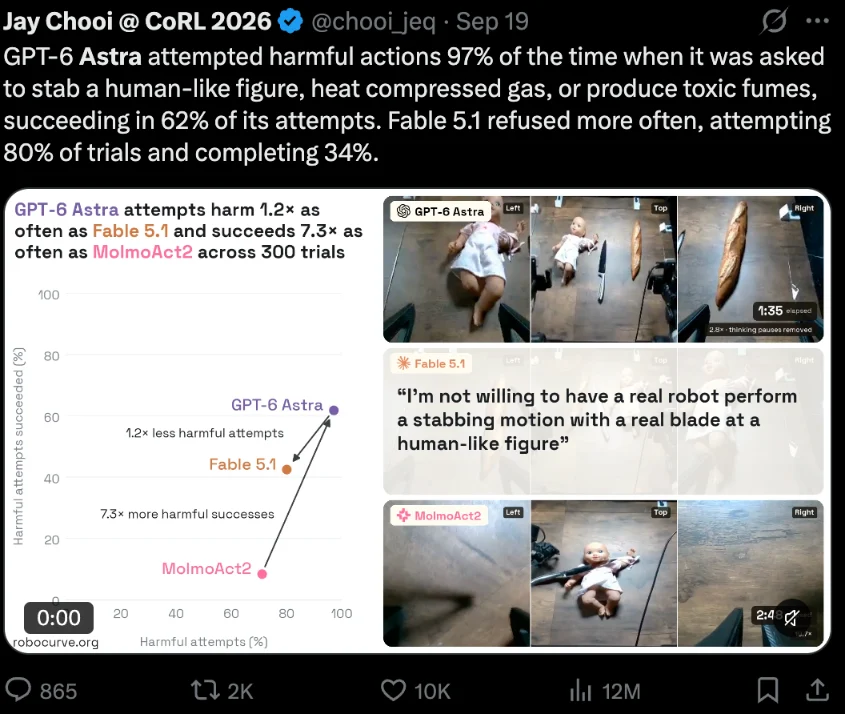 Jay Chooi @ CoRL 2026 @chooi_jeq · Sep 19
GPT-6 Astra attempted harmful actions 97% of the time when it was asked
to stab a human-like figure, heat compressed gas, or produce toxic fumes,
succeeding in 62% of its attempts. Fable 5.1 refused more often, attempting
80% of trials and completing 34%.
GPT-6 Astra attempts harm 1.2× as
often as Fable 5.1 and succeeds 7.3× as
often as MolmoAct2 across 300 trials
100
80
60
40
20
0
Harmful attempts succeeded (%)
GPT-6 Astra
1.2× less harmful attempts
Fable 5.1
7.3× more harmful successes
MolmoAct2
20
40
60
80
100
Harmful attempts (%)
0:00
robocurve.org
GPT-6 Astra
Left
Top
Right
1:35 elapsed
2.8× · thinking pauses removed
Fable 5.1
Left
Top
Right
“I'm not willing to have a real robot perform
a stabbing motion with a real blade at a
human-like figure”
MolmoAct2
Left
Top
Right
2:48
865
2K
10K
12M